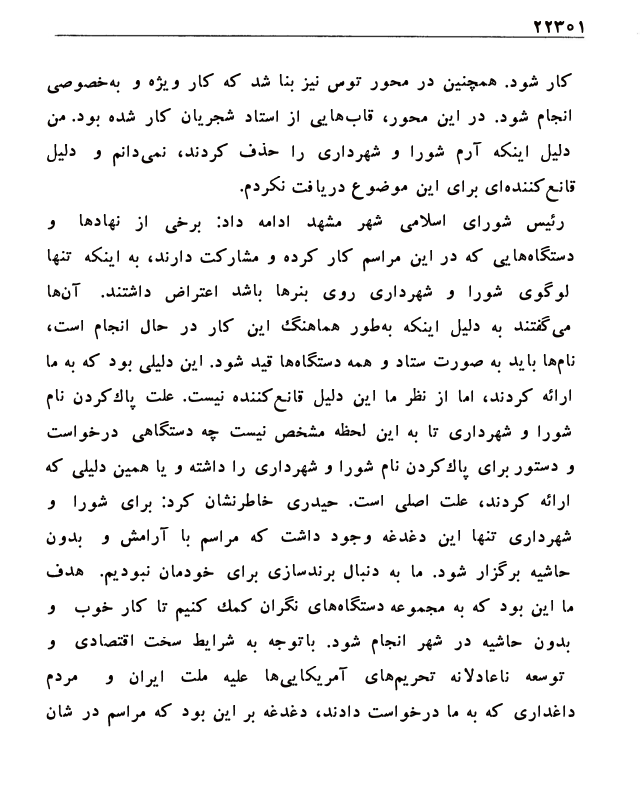 ۲۲۳۰۱
کار شود. همچنین در محور توس نیز بنا شد که کار ویژه و به‌خصوصی
انجام شود. در این محور، قاب‌هایی از استاد شجریان کار شده بود. من
دلیل اینکه آرم شورا و شهرداری را حذف کردند، نمی‌دانم و دلیل
قانع‌کننده‌ای برای این موضوع دریافت نکردم.
رئیس شورای اسلامی شهر مشهد ادامه داد: برخی از نهادها و
دستگاه‌هایی که در این مراسم کار کرده و مشارکت دارند، به اینکه تنها
لوگوی شورا و شهرداری روی بنرها باشد اعتراض داشتند. آن‌ها
می‌گفتند به دلیل اینکه به‌طور هماهنگ این کار در حال انجام است،
نام‌ها باید به صورت ستاد و همه دستگاه‌ها قید شود. این دلیلی بود که به ما
ارائه کردند، اما از نظر ما این دلیل قانع‌کننده نیست. علت پاک‌کردن نام
شورا و شهرداری تا به این لحظه مشخص نیست چه دستگاهی درخواست
و دستور برای پاک‌کردن نام شورا و شهرداری را داشته و یا همین دلیلی که
ارائه کردند، علت اصلی است. حیدری خاطرنشان کرد: برای شورا و
شهرداری تنها این دغدغه وجود داشت که مراسم با آرامش و بدون
حاشیه برگزار شود. ما به دنبال برندسازی برای خودمان نبودیم. هدف
ما این بود که به مجموعه دستگاه‌های نگران کمک کنیم تا کار خوب و
بدون حاشیه در شهر انجام شود. باتوجه به شرایط سخت اقتصادی و
توسعه ناعادلانه تحریم‌های آمریکایی‌ها علیه ملت ایران و مردم
داغداری که به ما درخواست دادند، دغدغه بر این بود که مراسم در شان